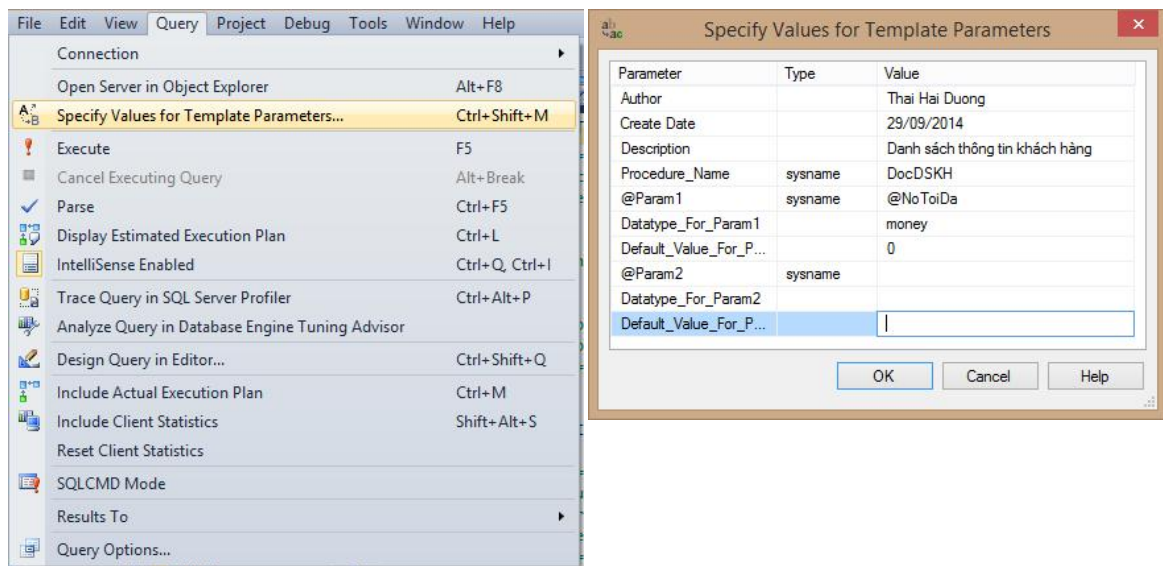 File Edit View Query Project Debug Tools Window Help
Connection
Open Server in Object Explorer Alt+F8
Specify Values for Template Parameters... Ctrl+Shift+M
Execute F5
Cancel Executing Query Alt+Break
Parse Ctrl+F5
Display Estimated Execution Plan Ctrl+L
IntelliSense Enabled Ctrl+Q, Ctrl+I
Trace Query in SQL Server Profiler Ctrl+Alt+P
Analyze Query in Database Engine Tuning Advisor
Design Query in Editor... Ctrl+Shift+Q
Include Actual Execution Plan Ctrl+M
Include Client Statistics Shift+Alt+S
Reset Client Statistics
SQLCMD Mode
Results To
Query Options...
Specify Values for Template Parameters
Parameter Type Value
Author Thai Hai Duong
Create Date 29/09/2014
Description Danh sách thông tin khách hàng
Procedure_Name sysname DocDSKH
@Param1 sysname @NoToiDa
Datatype_For_Param1 money
Default_Value_For_P... 0
@Param2 sysname
Datatype_For_Param2
Default_Value_For_P...
OK Cancel Help